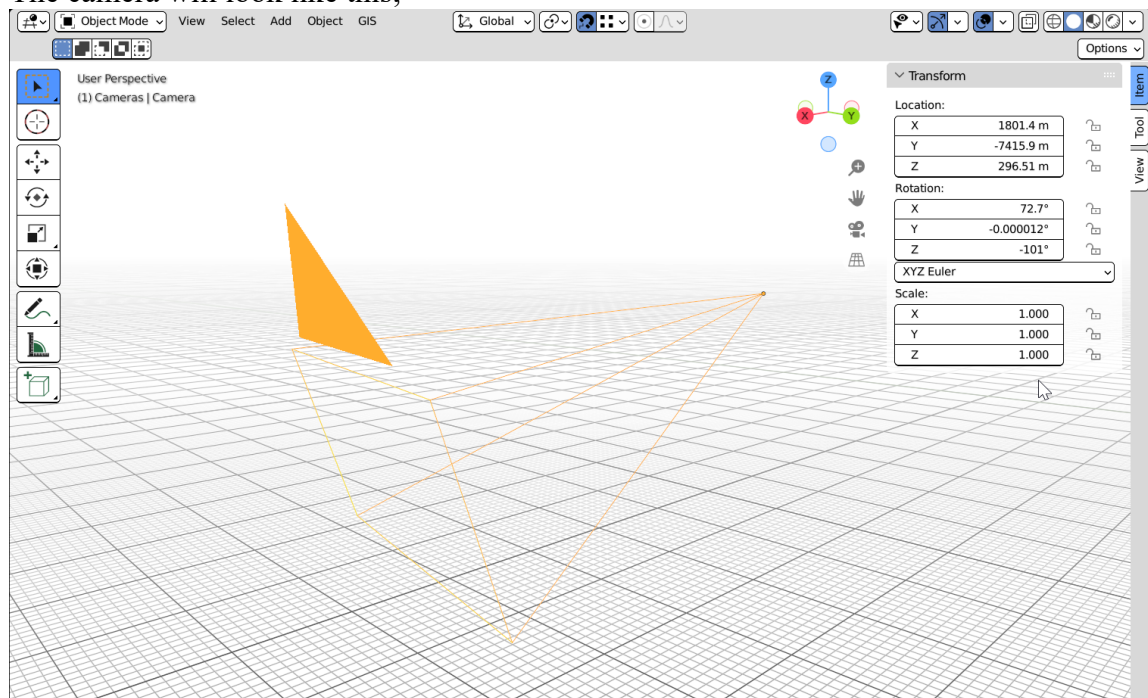 The camera will look like this,
Object Mode View Select Add Object GIS Global
Options
User Perspective
(1) Cameras | Camera
Z
X Y
Transform
Location:
X 1801.4 m
Y -7415.9 m
Z 296.51 m
Rotation:
X 72.7°
Y -0.000012°
Z -101°
XYZ Euler
Scale:
X 1.000
Y 1.000
Z 1.000
Item
Tool
View